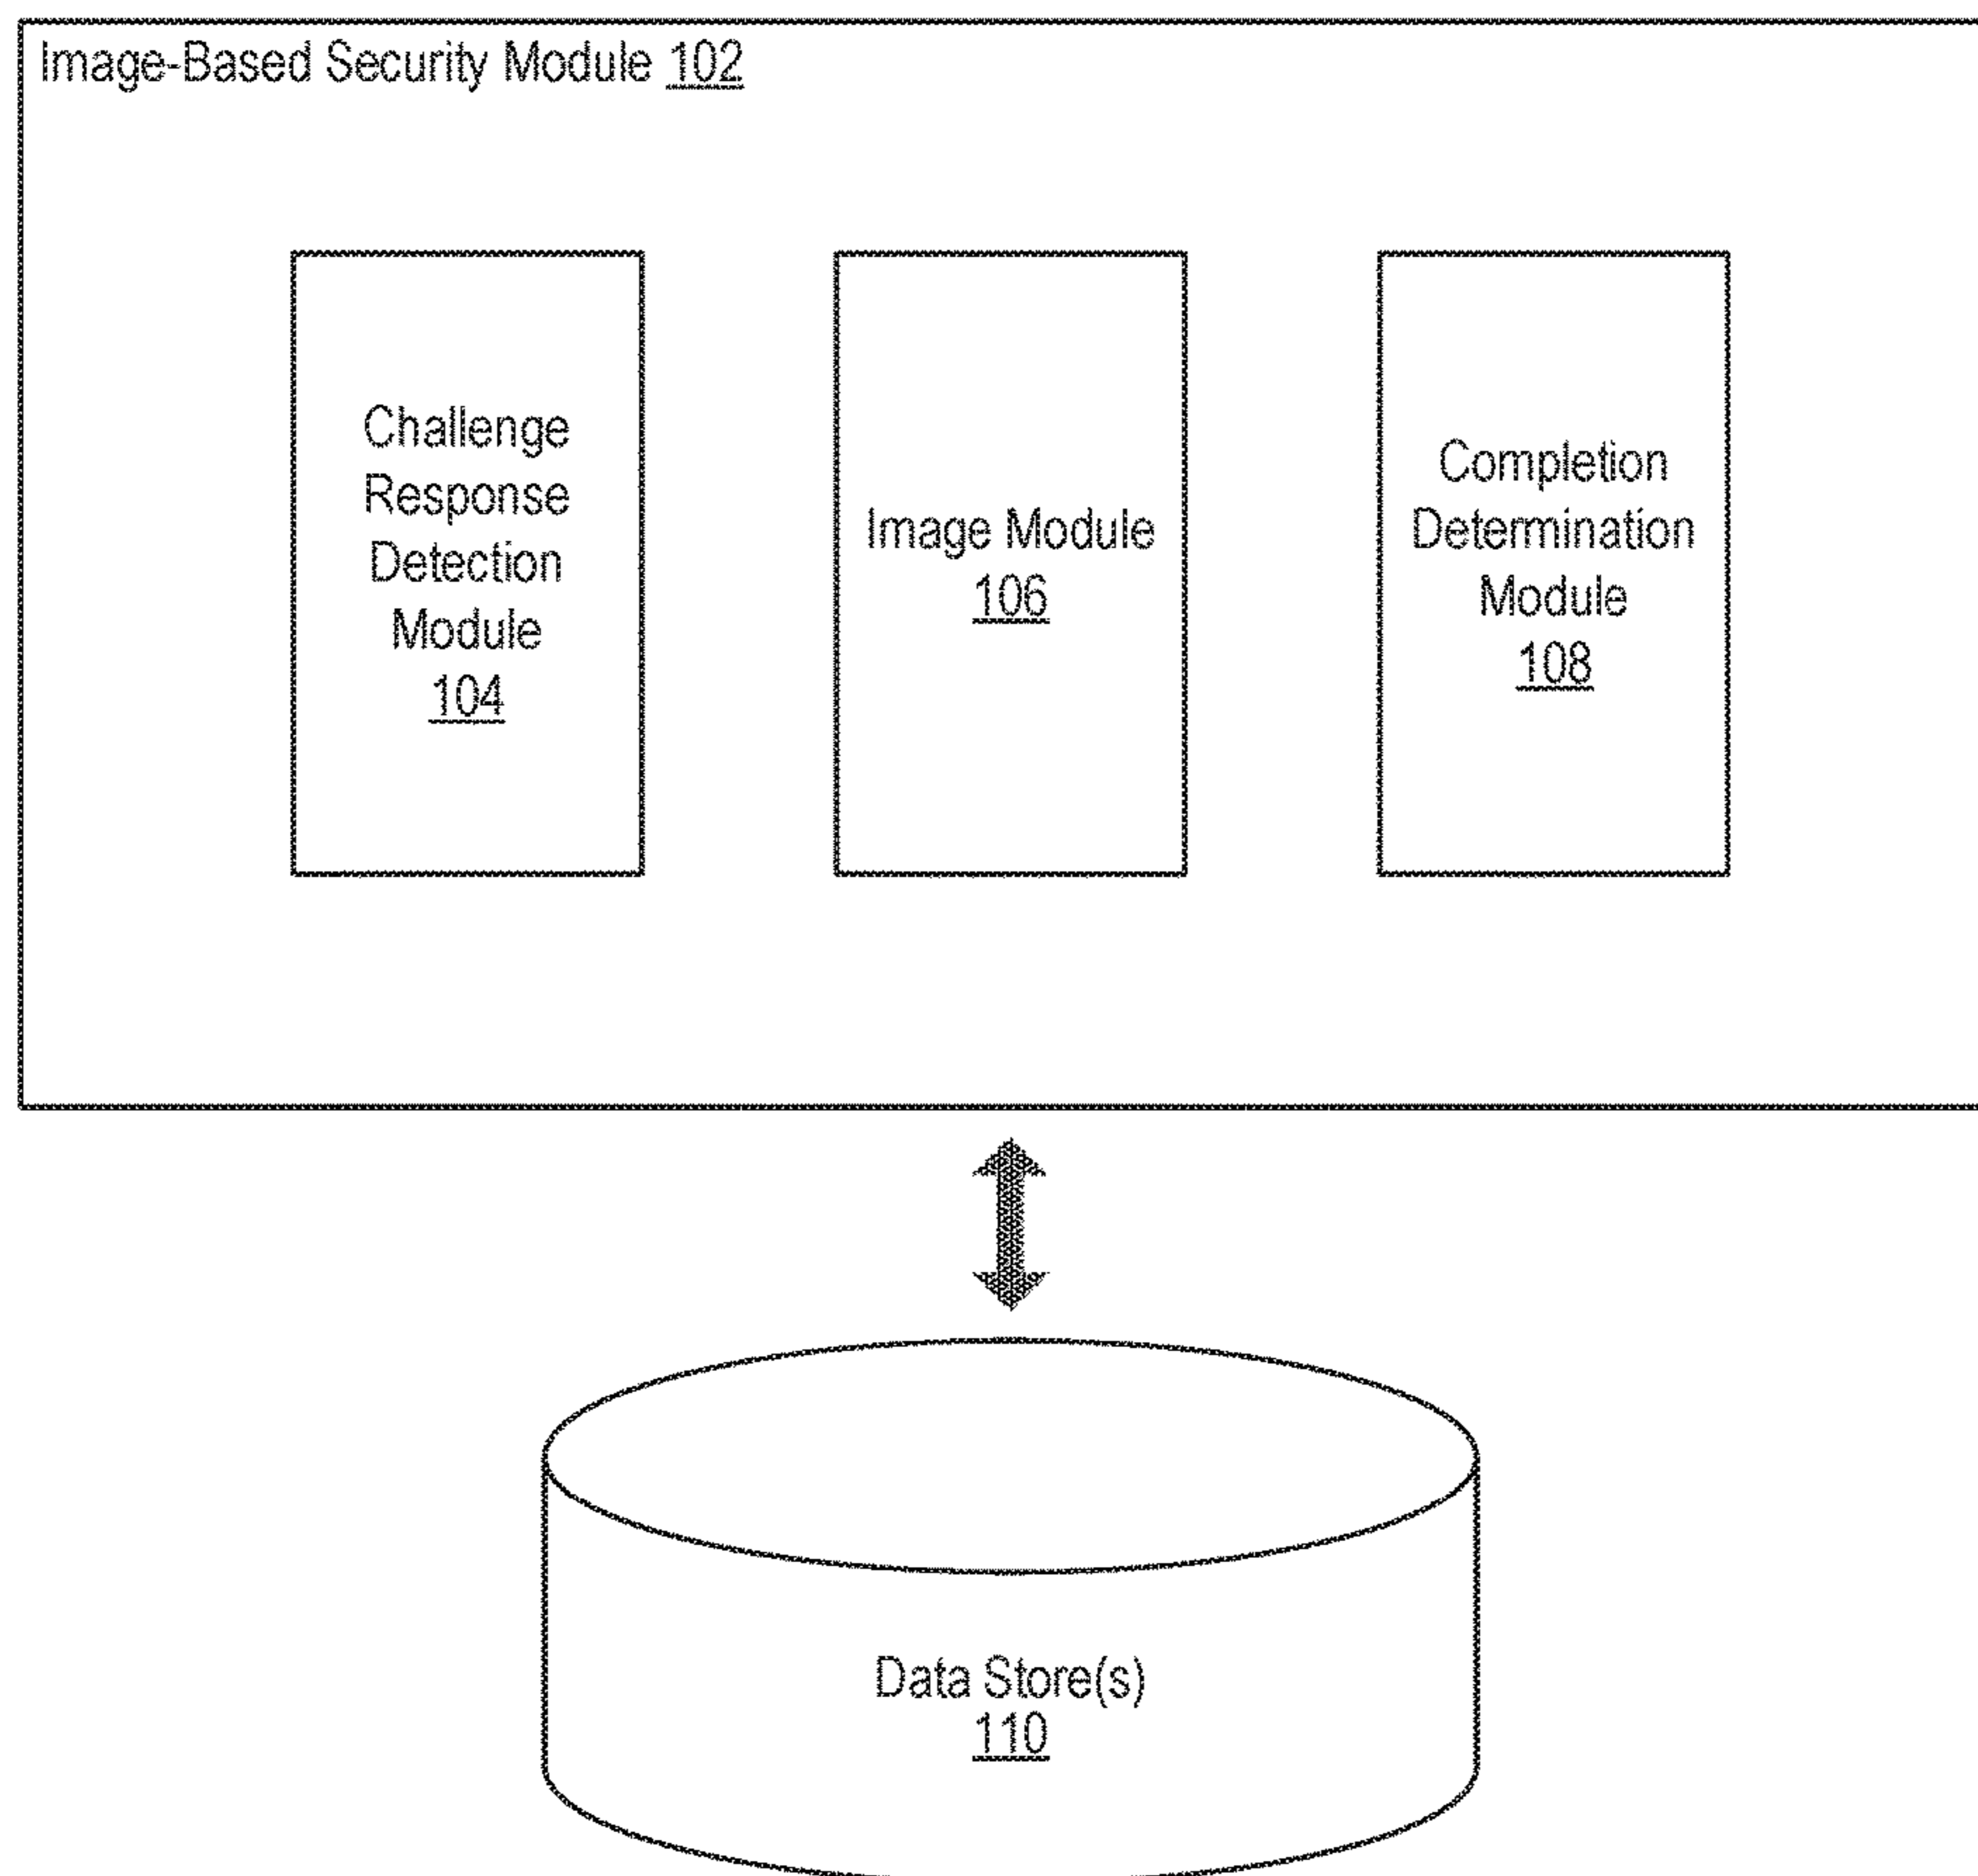 Image-Based Security Module 102
Challenge
Response
Detection
Module
104
Image Module
106
Completion
Determination
Module
108
Data Store(s)
110